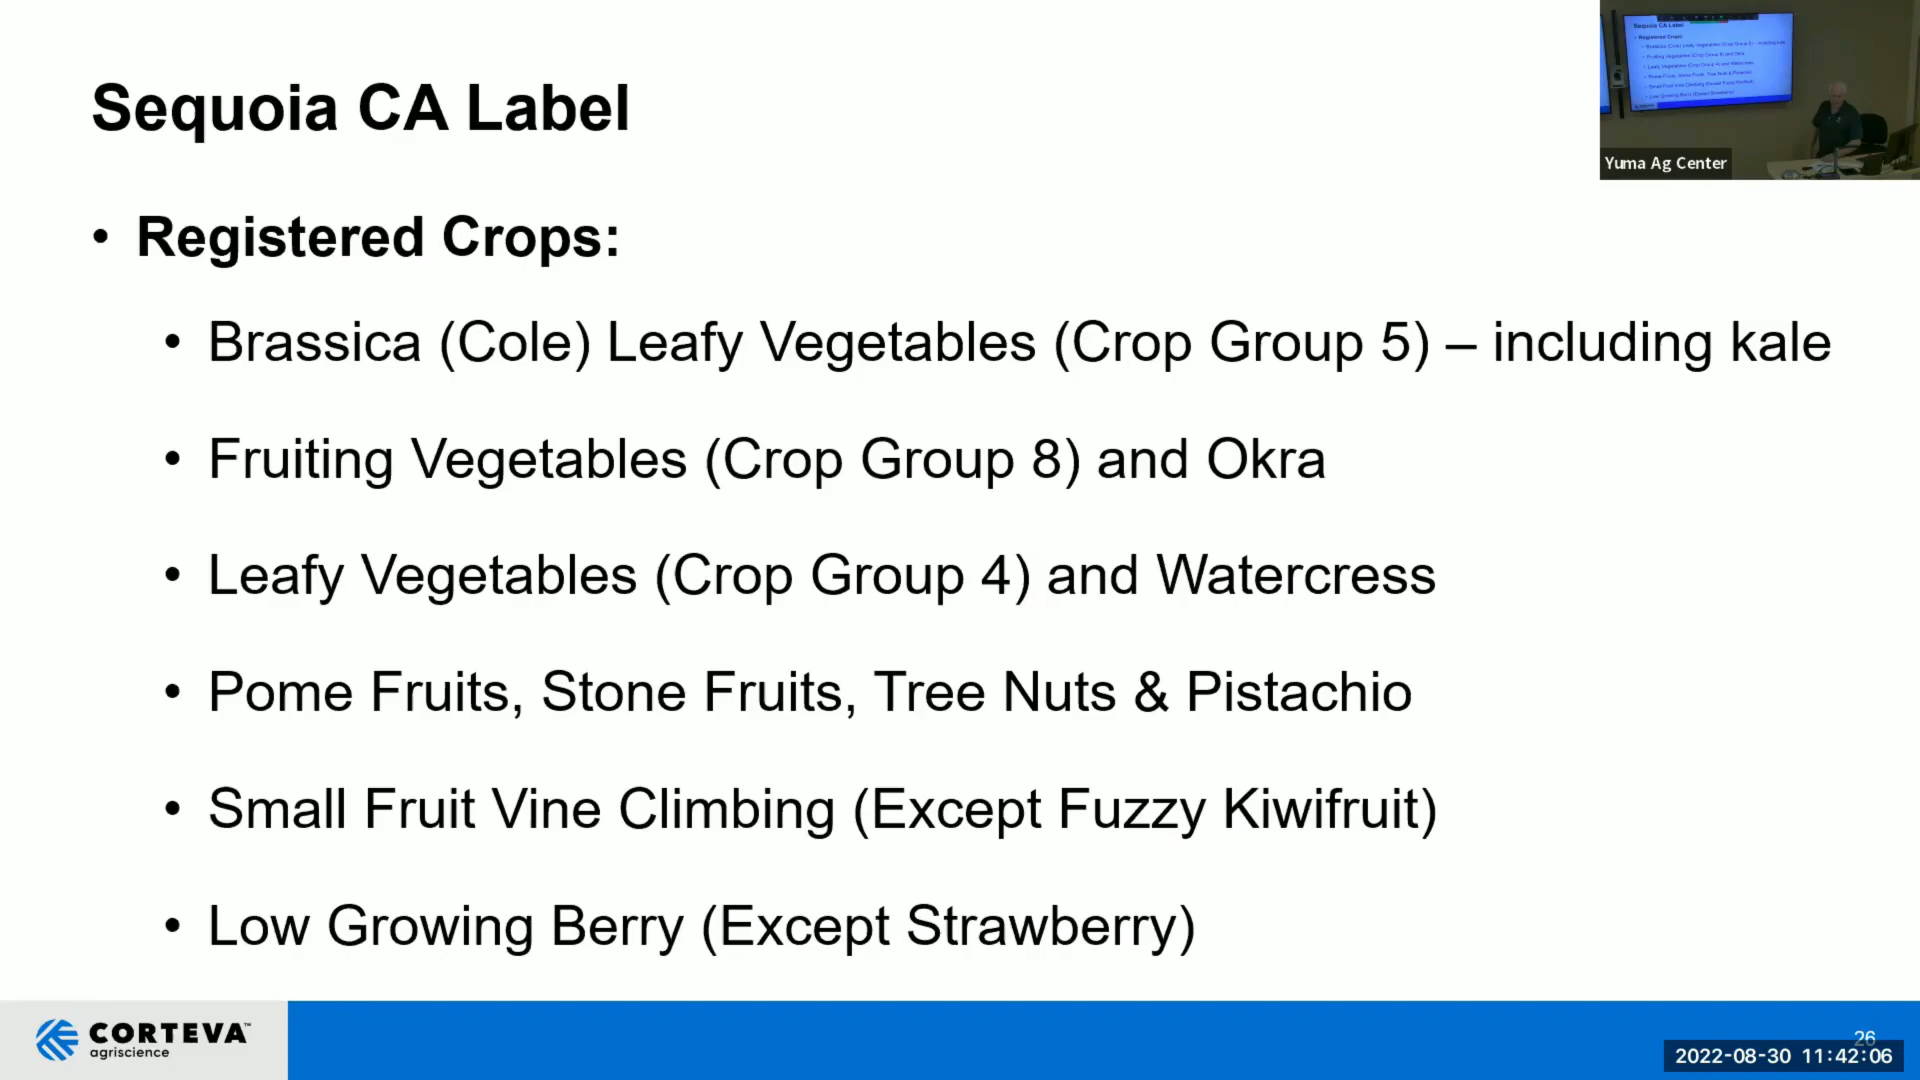 Sequoia CA Label
Yuma Ag Center
• Registered Crops:
• Brassica (Cole) Leafy Vegetables (Crop Group 5) – including kale
• Fruiting Vegetables (Crop Group 8) and Okra
• Leafy Vegetables (Crop Group 4) and Watercress
• Pome Fruits, Stone Fruits, Tree Nuts & Pistachio
• Small Fruit Vine Climbing (Except Fuzzy Kiwifruit)
• Low Growing Berry (Except Strawberry)
CORTEVA™
agriscience
26
2022-08-30 11:42:06